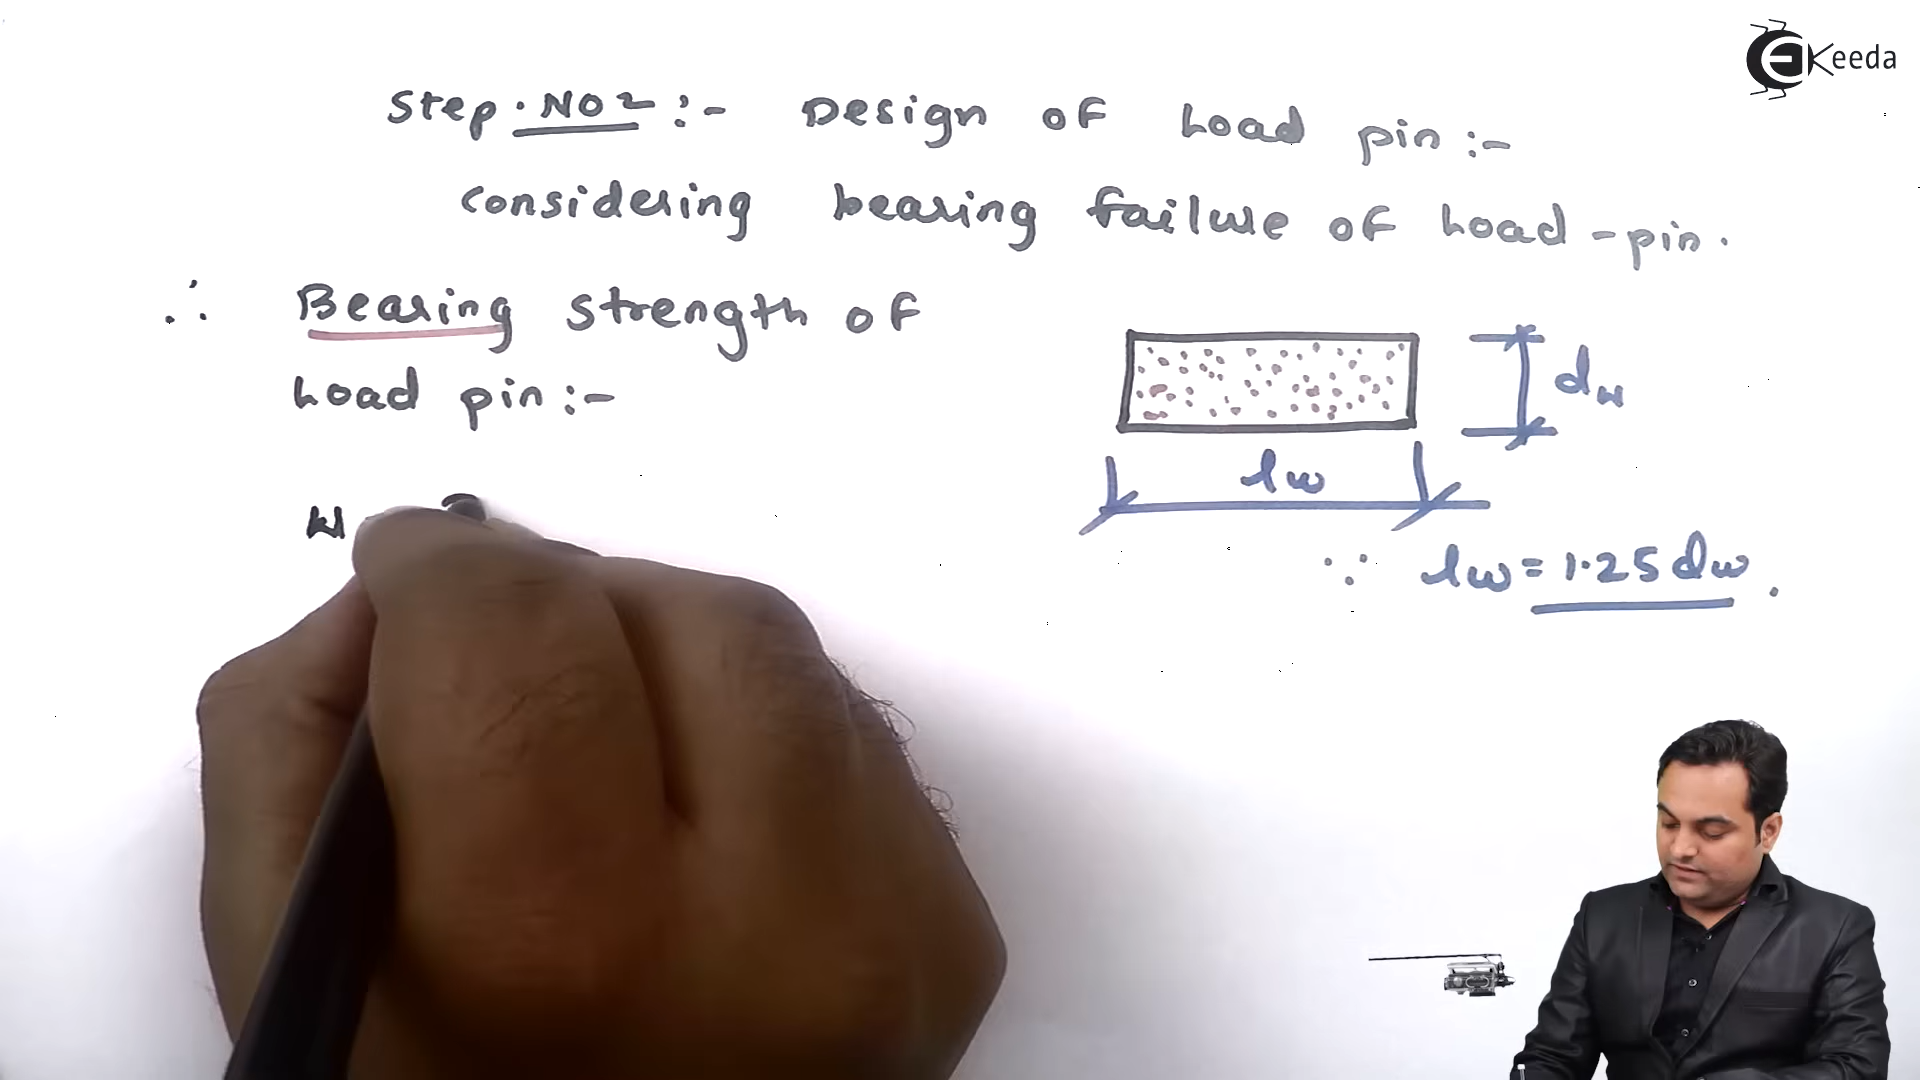 EKeeda
Step. NO 2 :- Design of Load pin :-
considering bearing failure of Load-pin.
∴ Bearing strength of
Load pin :-
dw
lw
W
∵ lw = 1.25 dw.